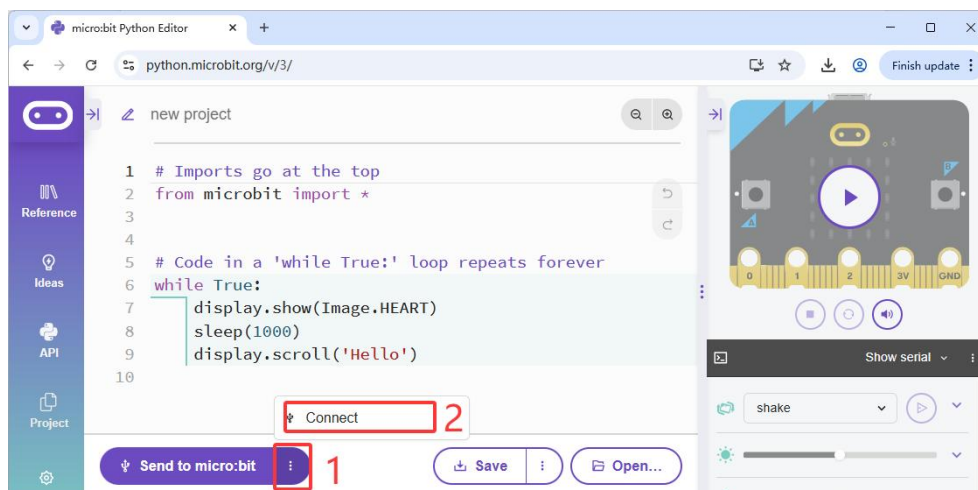 micro:bit Python Editor
python.microbit.org/v/3/
Finish update
new project
1 # Imports go at the top
2 from microbit import *
3
4
5 # Code in a 'while True:' loop repeats forever
6 while True:
7 display.show(Image.HEART)
8 sleep(1000)
9 display.scroll('Hello')
10
Reference
Ideas
API
Project
Connect 2
Send to micro:bit 1
Save
Open...
A
B
0 1 2 3V GND
Show serial
shake